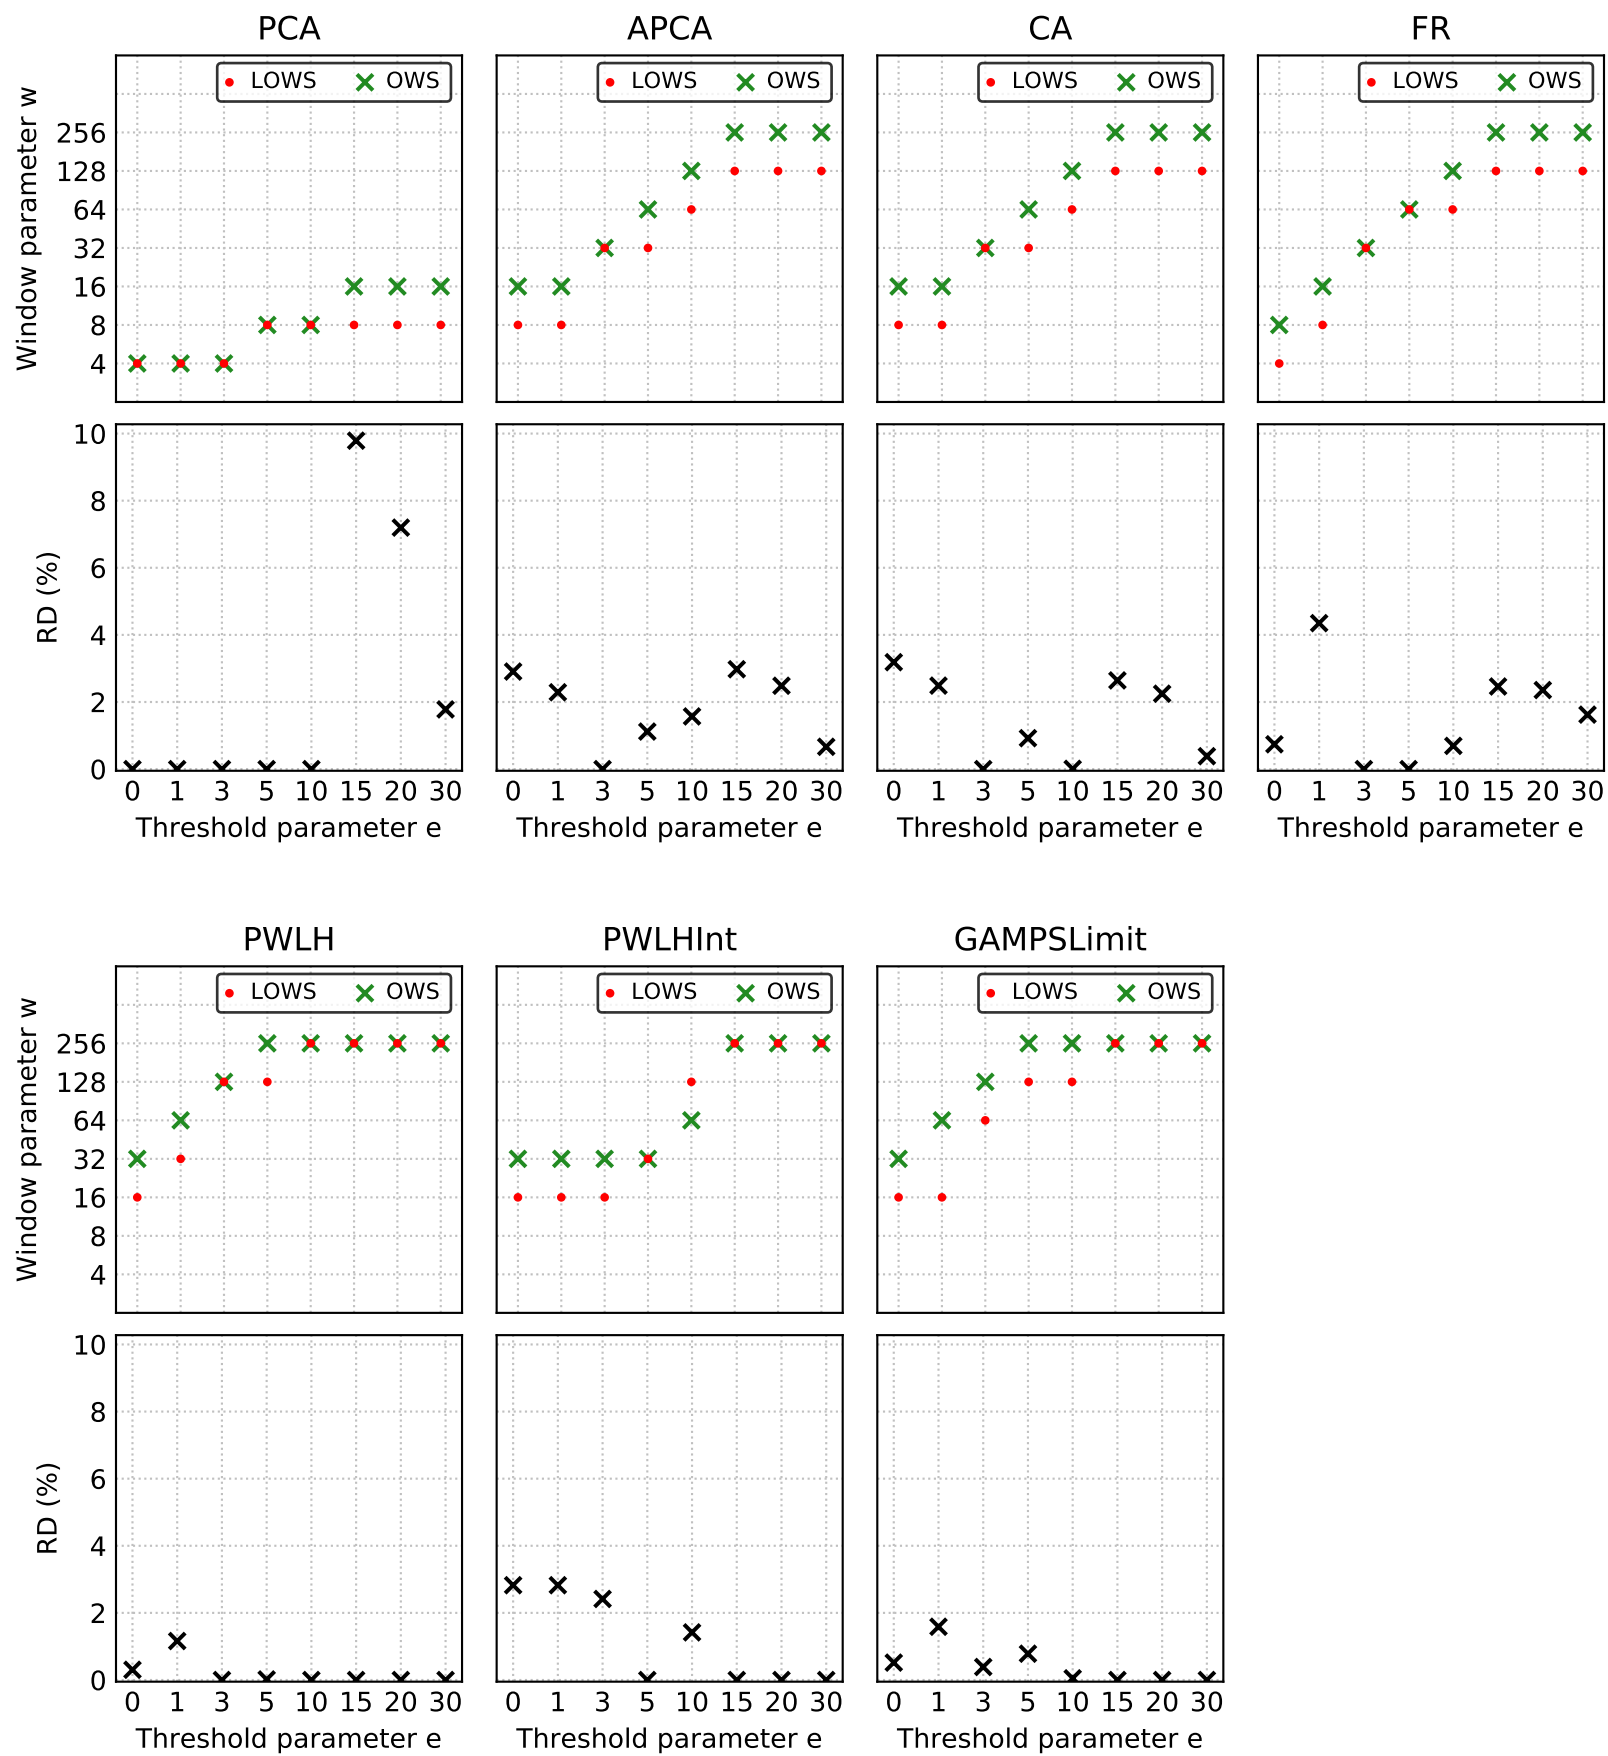 PCA APCA CA FR
LOWS OWS LOWS OWS LOWS OWS LOWS OWS
Window parameter w
256
128
64
32
16
8
4
RD (%)
10
8
6
4
2
0
0 1 3 5 10 15 20 30 0 1 3 5 10 15 20 30 0 1 3 5 10 15 20 30 0 1 3 5 10 15 20 30
Threshold parameter e Threshold parameter e Threshold parameter e Threshold parameter e
PWLH PWLHInt GAMPSLimit
LOWS OWS LOWS OWS LOWS OWS
Window parameter w
256
128
64
32
16
8
4
RD (%)
10
8
6
4
2
0
0 1 3 5 10 15 20 30 0 1 3 5 10 15 20 30 0 1 3 5 10 15 20 30
Threshold parameter e Threshold parameter e Threshold parameter e